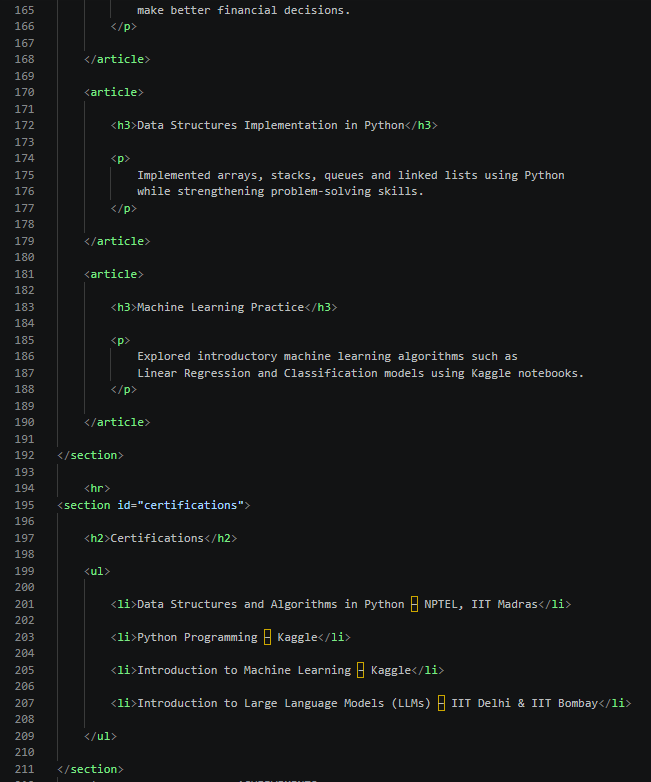 165 make better financial decisions.
166 </p>
167
168 </article>
169
170 <article>
171
172 <h3>Data Structures Implementation in Python</h3>
173
174 <p>
175 Implemented arrays, stacks, queues and linked lists using Python
176 while strengthening problem-solving skills.
177 </p>
178
179 </article>
180
181 <article>
182
183 <h3>Machine Learning Practice</h3>
184
185 <p>
186 Explored introductory machine learning algorithms such as
187 Linear Regression and Classification models using Kaggle notebooks.
188 </p>
189
190 </article>
191
192 </section>
193
194 <hr>
195 <section id="certifications">
196
197 <h2>Certifications</h2>
198
199 <ul>
200
201 <li>Data Structures and Algorithms in Python – NPTEL, IIT Madras</li>
202
203 <li>Python Programming – Kaggle</li>
204
205 <li>Introduction to Machine Learning – Kaggle</li>
206
207 <li>Introduction to Large Language Models (LLMs) – IIT Delhi & IIT Bombay</li>
208
209 </ul>
210
211 </section>